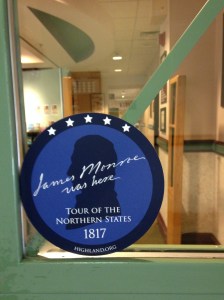 James Monroe
was here
TOUR OF THE
NORTHERN STATES
1817
HIGHLAND.ORG